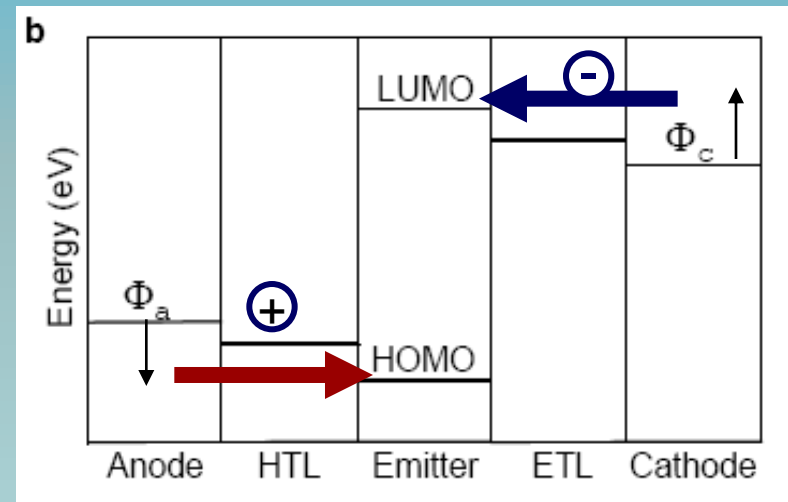 b
Energy (eV)
LUMO
-
Φc
Φa
+
HOMO
Anode HTL Emitter ETL Cathode